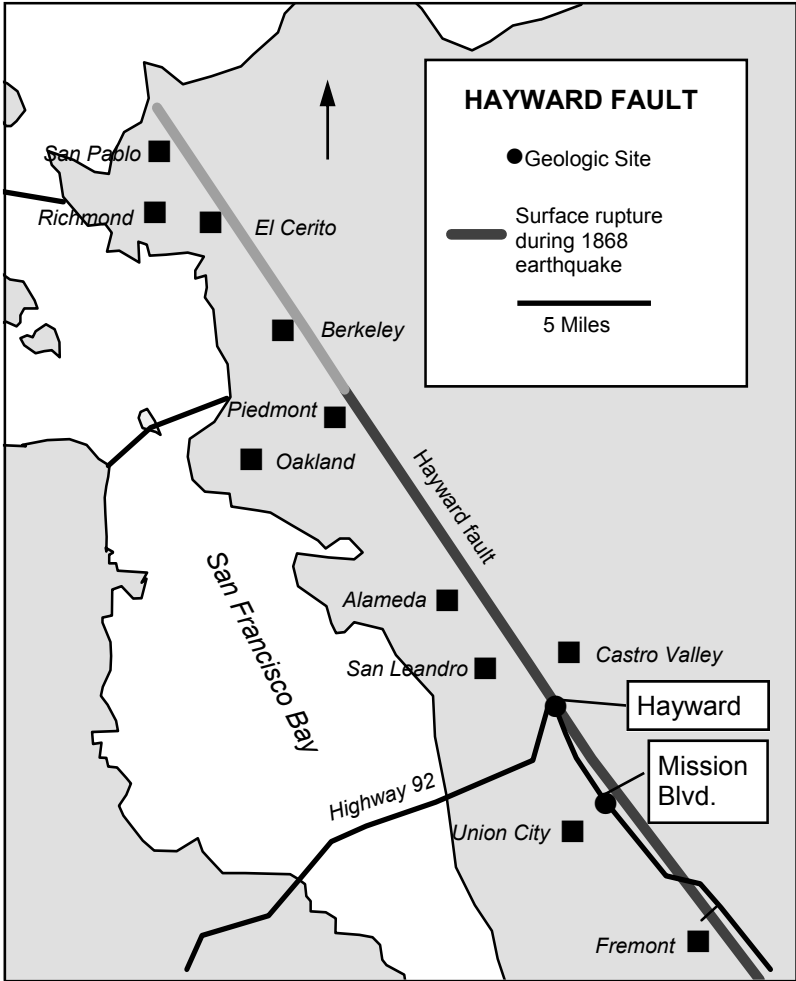 HAYWARD FAULT
Geologic Site
Surface rupture
during 1868
earthquake
5 Miles
San Pablo
Richmond
El Cerito
Berkeley
Piedmont
Oakland
Hayward fault
San Francisco Bay
Alameda
Castro Valley
San Leandro
Hayward
Mission
Blvd.
Highway 92
Union City
Fremont